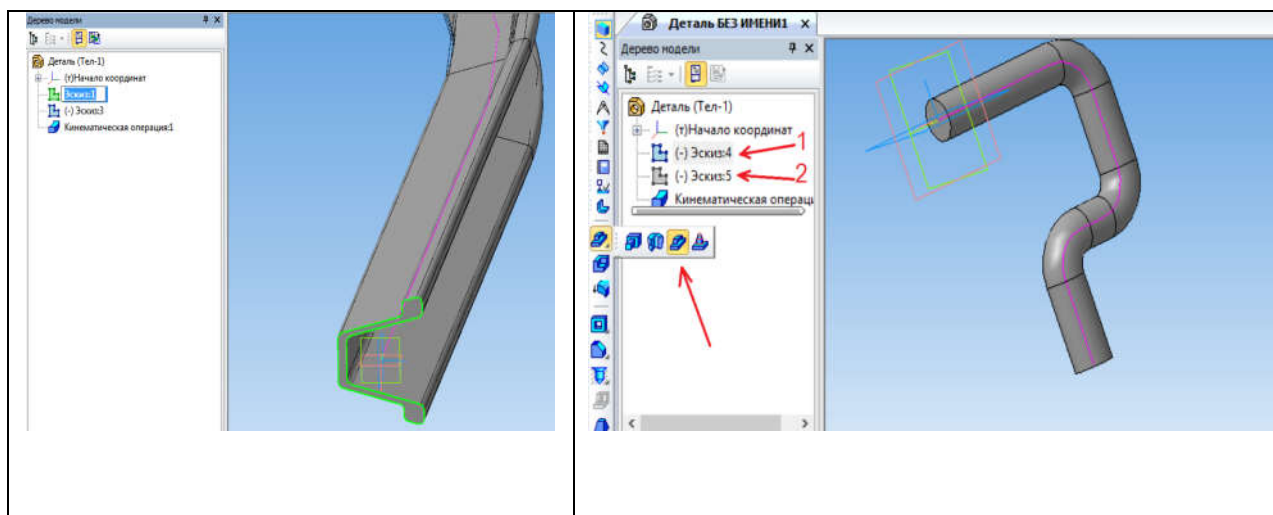 Дерево модели
Деталь (Тел-1)
(т)Начало координат
Эскиз:1
(-) Эскиз:3
Кинематическая операция:1
Деталь БЕЗ ИМЕНИ1 x
Дерево модели
Деталь (Тел-1)
(т)Начало координат
(-) Эскиз:4
1
(-) Эскиз:5
2
Кинематическая операци